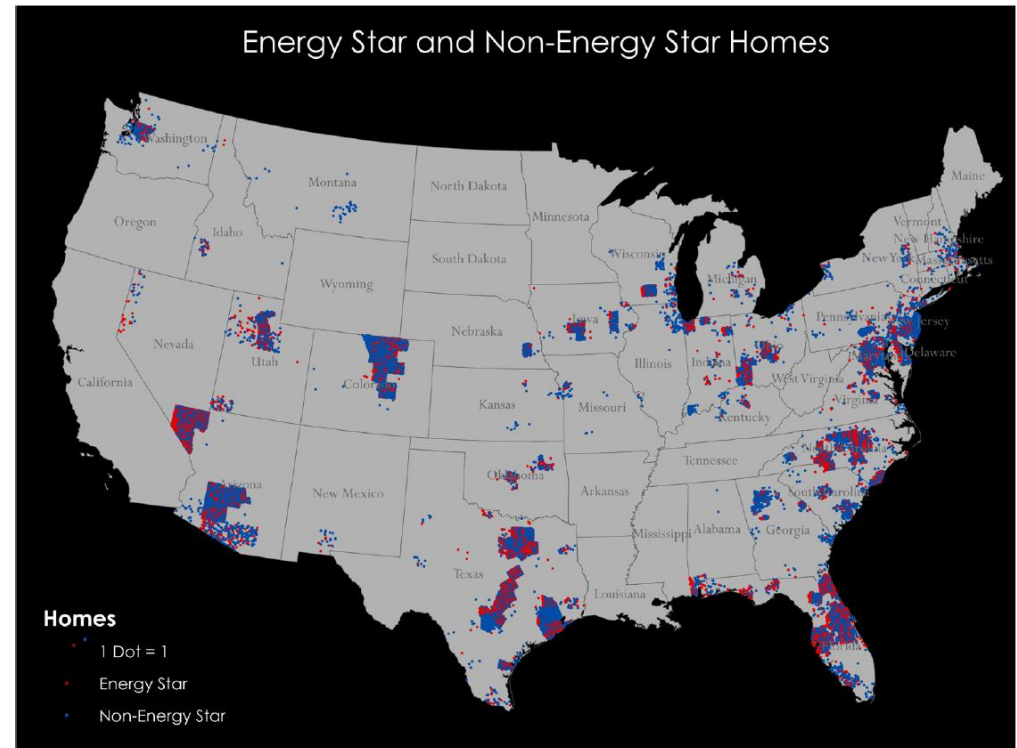 Energy Star and Non-Energy Star Homes
Washington
Montana
North Dakota
Minnesota
Maine
Oregon
Idaho
Wyoming
South Dakota
Wisconsin
Michigan
Vermont
New Hampshire
New York
Massachusetts
Connecticut
Nevada
Utah
Nebraska
Iowa
Pennsylvania
Jersey
California
Colorado
Kansas
Illinois
Indiana
Ohio
West Virginia
Maryland
Delaware
Virginia
Missouri
Kentucky
Arizona
New Mexico
Oklahoma
Arkansas
Tennessee
South Carolina
Texas
Mississippi
Alabama
Georgia
Louisiana
Florida
Homes
1 Dot = 1
Energy Star
Non-Energy Star